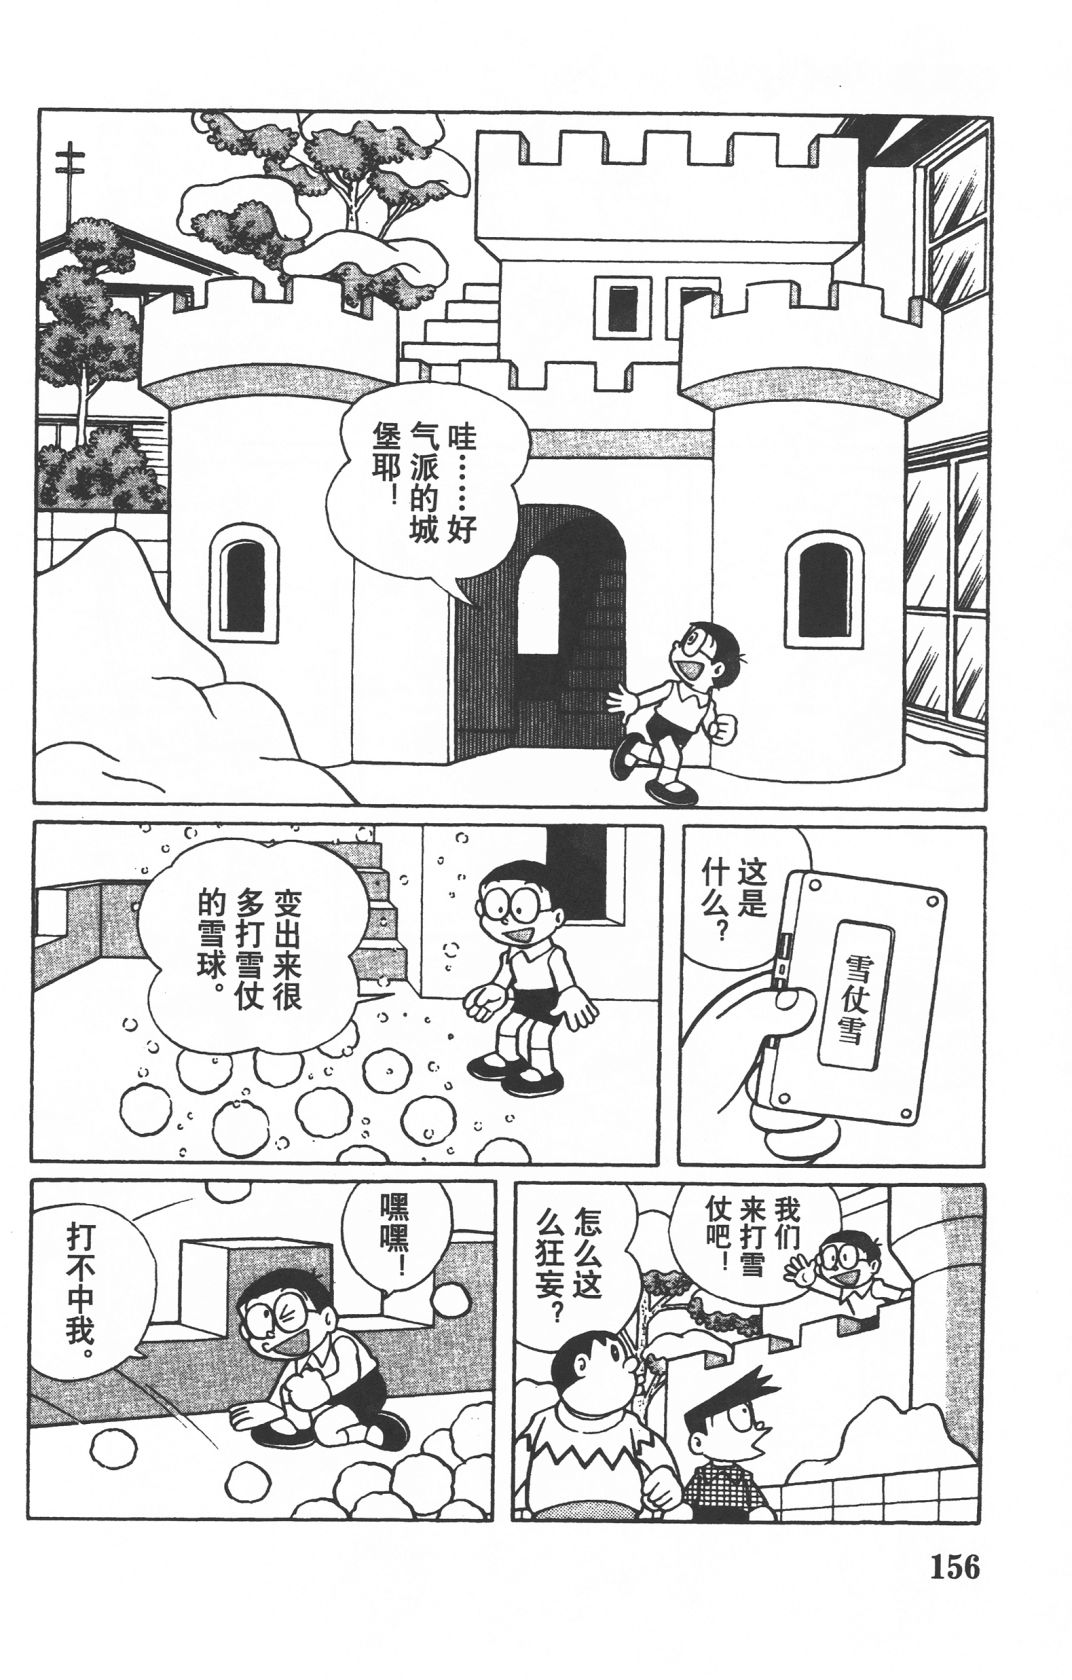 哇……好
气派的城
堡耶！
这是
什么？
雪仗雪
变出来很
多打雪仗
的雪球。
我们
来打雪
仗吧！
怎么这
么狂妄？
嘿
嘿！
打不中我。
156